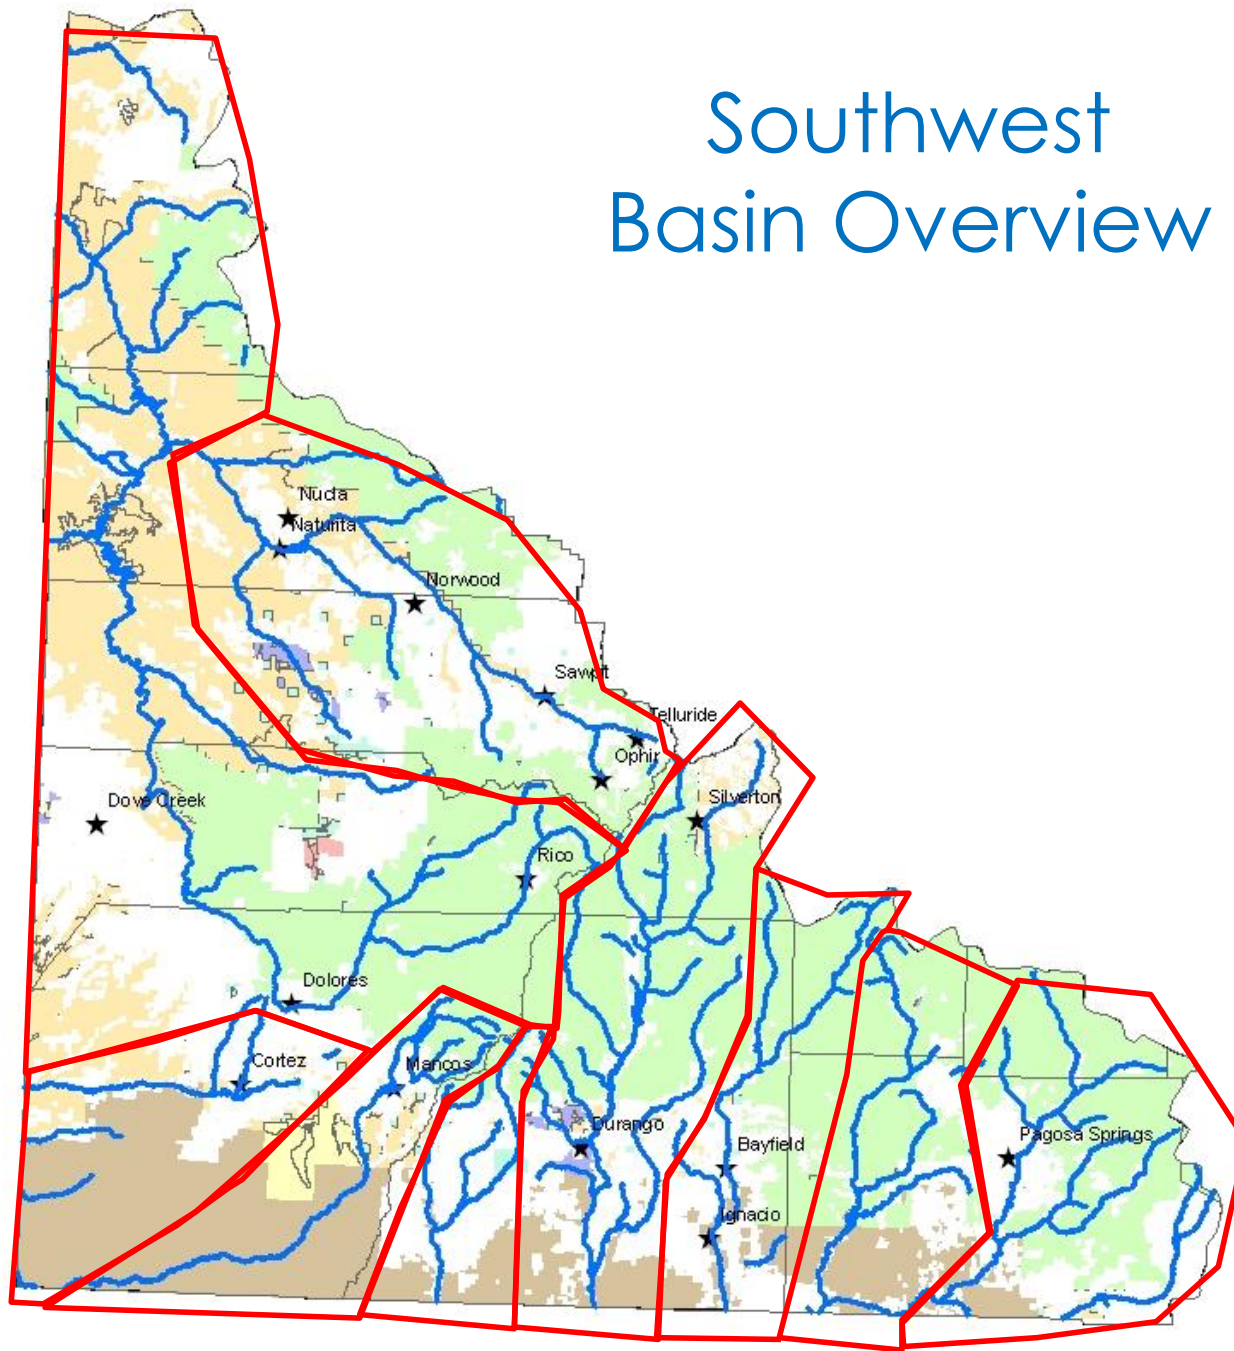 Southwest
Basin Overview
Nucla
Naturita
Norwood
Sawpit
Telluride
Ophir
Silverton
Dove Creek
Rico
Dolores
Cortez
Mancos
Durango
Bayfield
Pagosa Springs
Ignacio